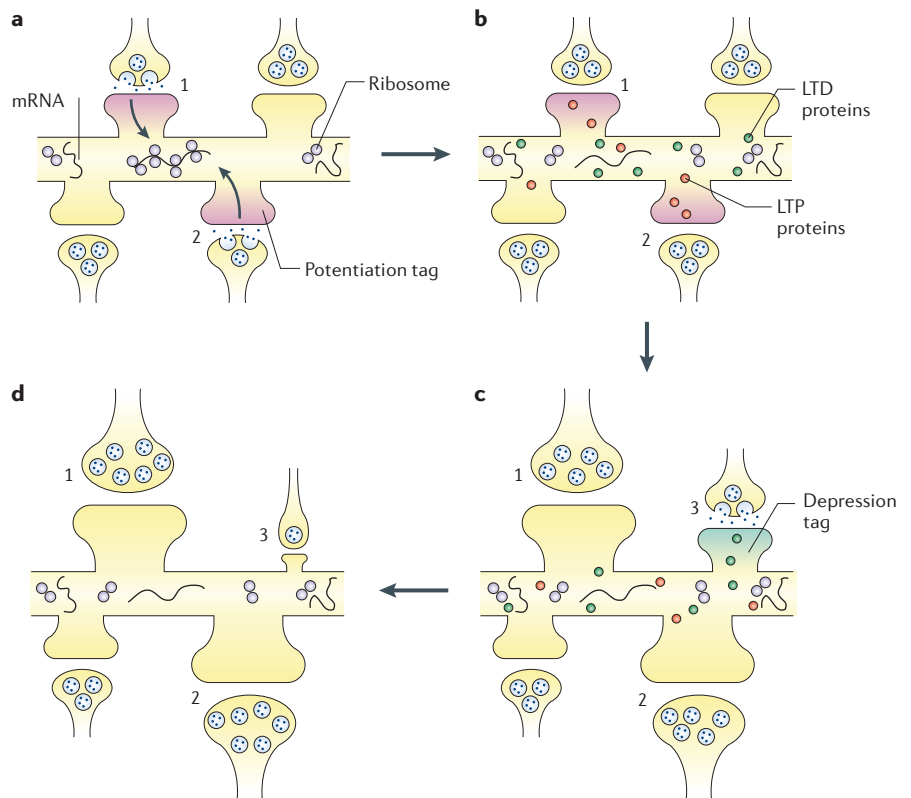 a
1
mRNA
Ribosome
2
Potentiation tag
b
1
LTD
proteins
LTP
proteins
2
d
1
3
2
c
1
3
Depression
tag
2